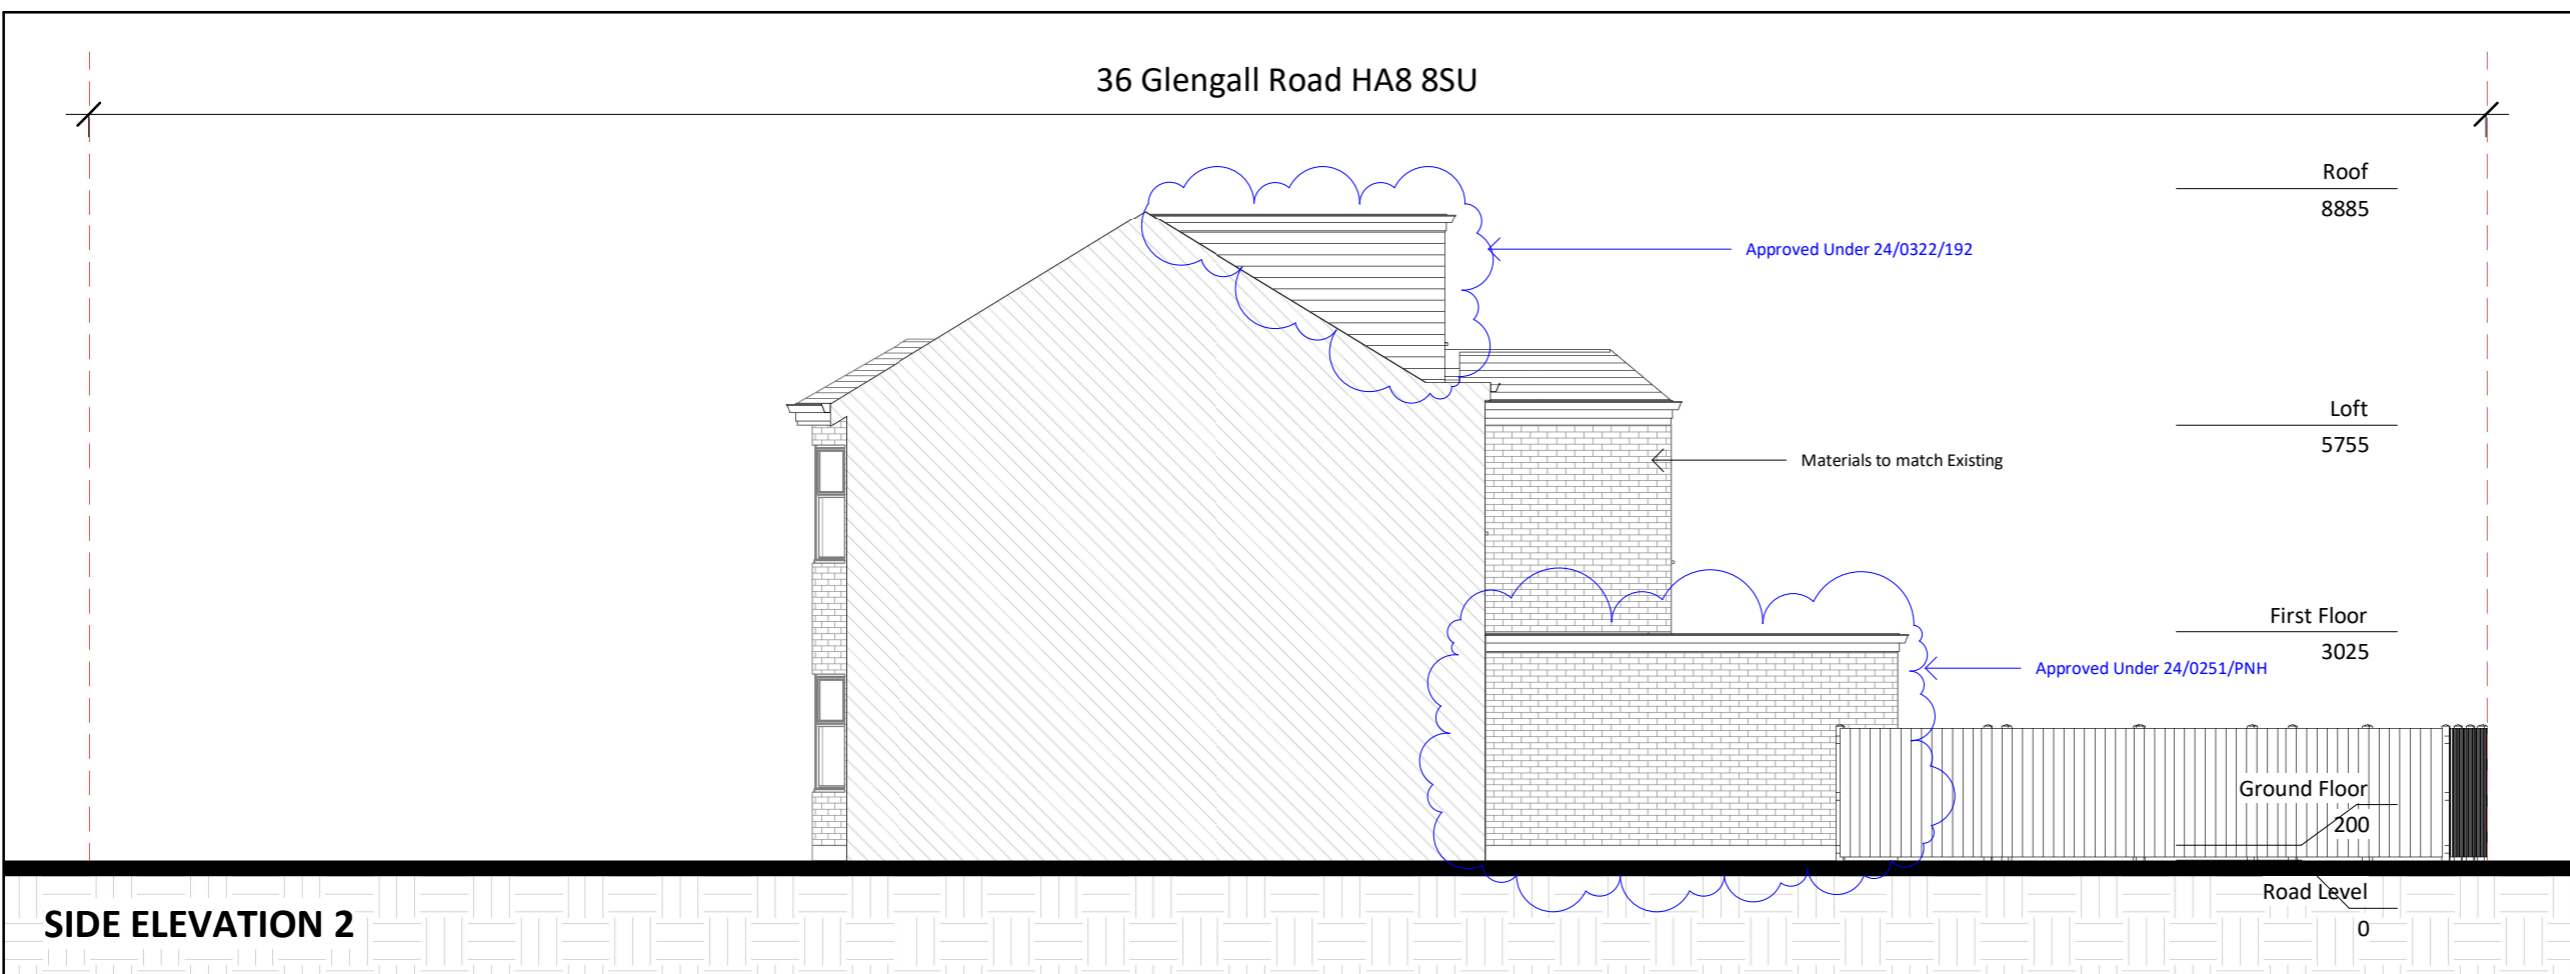 36 Glengall Road HA8 8SU
Roof
8885
Approved Under 24/0322/192
Loft
5755
Materials to match Existing
First Floor
3025
Approved Under 24/0251/PNH
Ground Floor
200
Road Level
0
SIDE ELEVATION 2